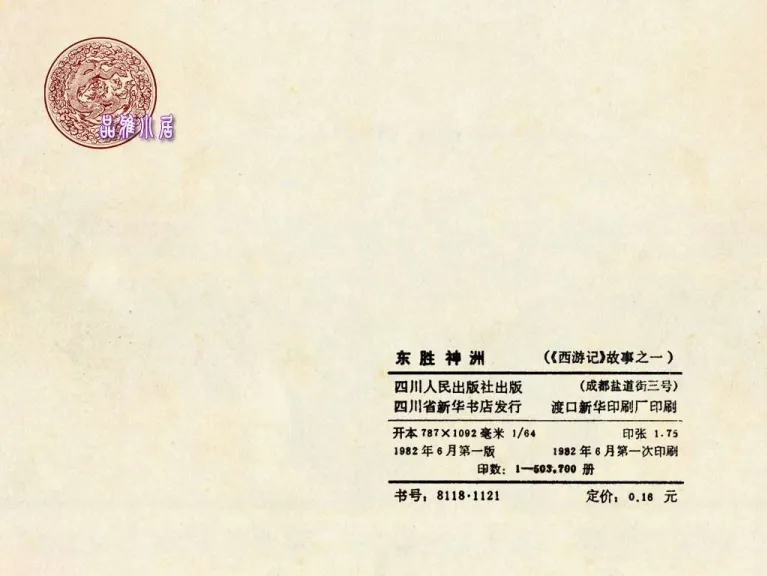 品雅小居
东胜神洲 (《西游记》故事之一)
四川人民出版社出版 (成都盐道街三号)
四川省新华书店发行 渡口新华印刷厂印刷
开本 787×1092 毫米 1/64 印张 1.75
1982 年 6 月第一版 1982 年 6 月第一次印刷
印数: 1—503,700 册
书号: 8118·1121 定价: 0.16 元